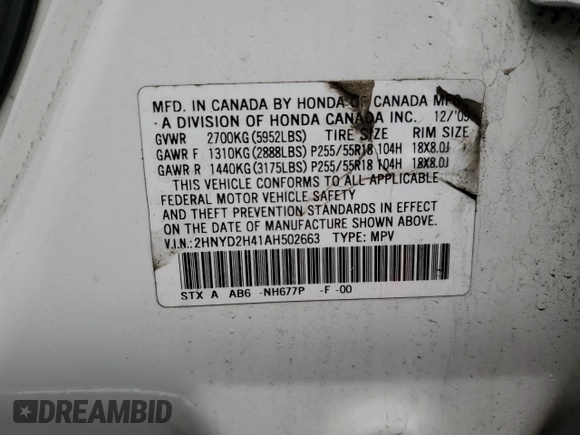 MFD. IN CANADA BY HONDA OF CANADA MFG.
A DIVISION OF HONDA CANADA INC. 12/'09
GVWR 2700KG(5952LBS) TIRE SIZE RIM SIZE
GAWR F 1310KG(2888LBS) P255/55R18 104H 18X8.0J
GAWR R 1440KG(3175LBS) P255/55R18 104H 18X8.0J
THIS VEHICLE CONFORMS TO ALL APPLICABLE
FEDERAL MOTOR VEHICLE SAFETY
AND THEFT PREVENTION STANDARDS IN EFFECT
ON THE DATE OF MANUFACTURE SHOWN ABOVE.
V.I.N.:2HNYD2H41AH502663 TYPE: MPV
STX A AB6 -NH677P -F -00
DREAMBID